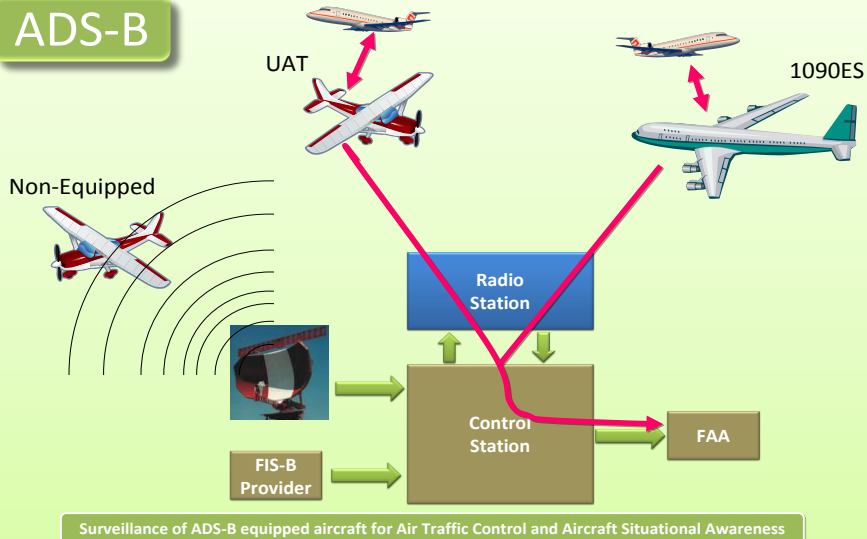 ADS-B
UAT
1090ES
Non-Equipped
Radio
Station
Control
Station
FAA
FIS-B
Provider
Surveillance of ADS-B equipped aircraft for Air Traffic Control and Aircraft Situational Awareness